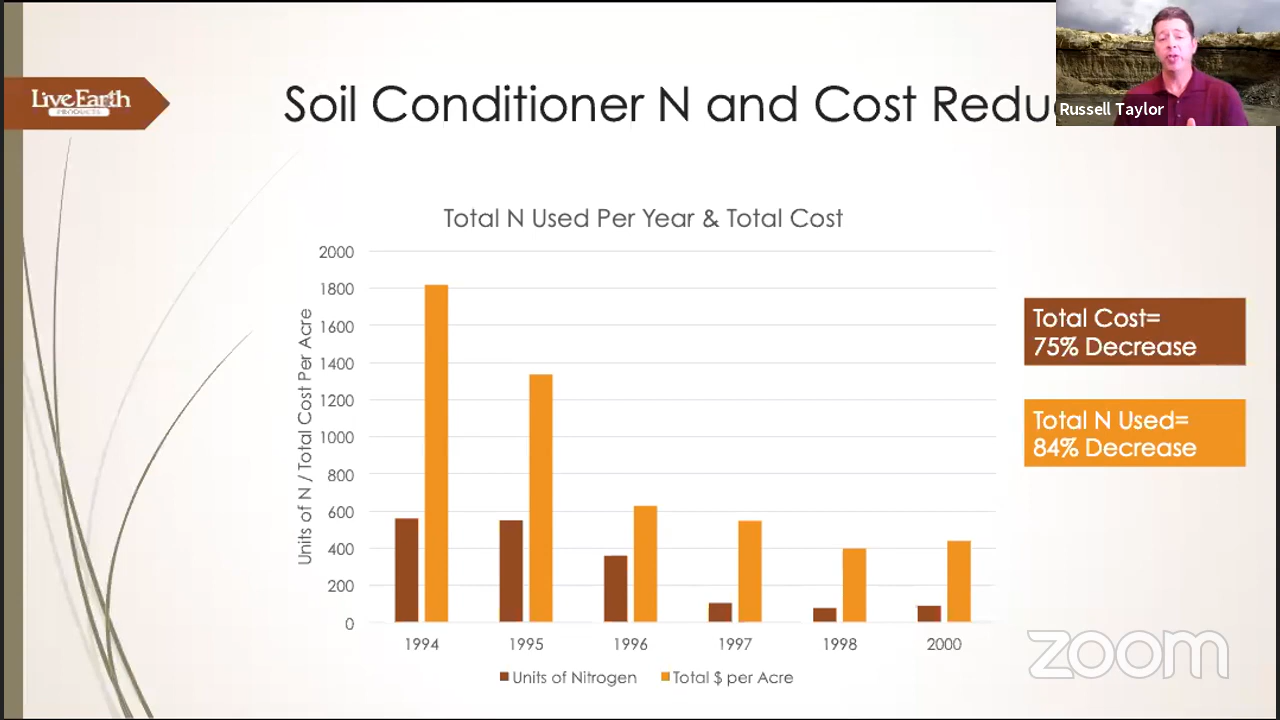 LiveEarth
PRODUCTS
Soil Conditioner N and Cost Redu
Russell Taylor
Total N Used Per Year & Total Cost
Units of N / Total Cost Per Acre
2000
1800
1600
1400
1200
1000
800
600
400
200
0
1994 1995 1996 1997 1998 2000
Units of Nitrogen Total $ per Acre
Total Cost=
75% Decrease
Total N Used=
84% Decrease
zoom